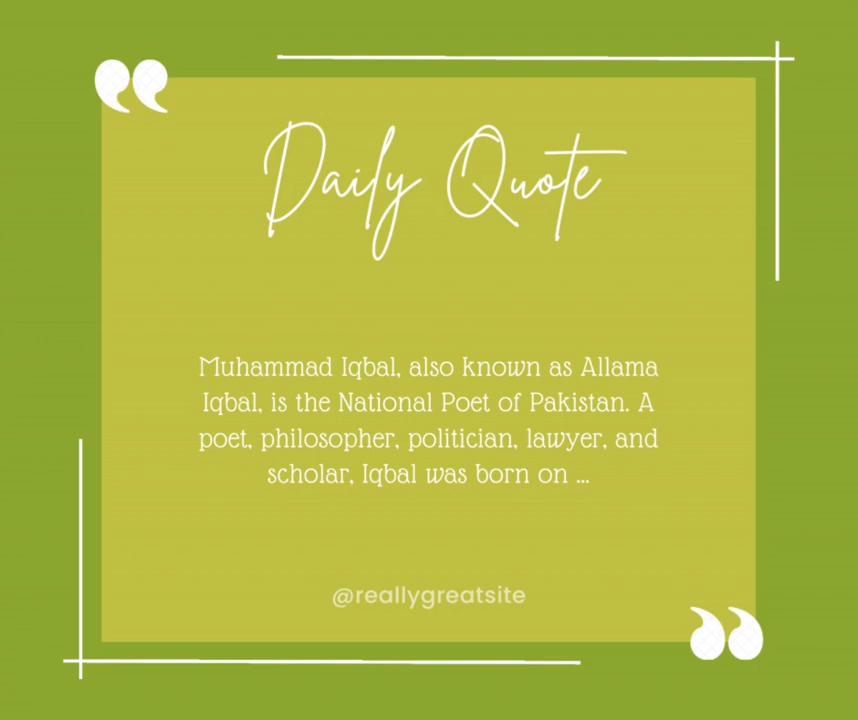 Daily Quote
Muhammad Iqbal, also known as Allama
Iqbal, is the National Poet of Pakistan. A
poet, philosopher, politician, lawyer, and
scholar, Iqbal was born on ...
@reallygreatsite